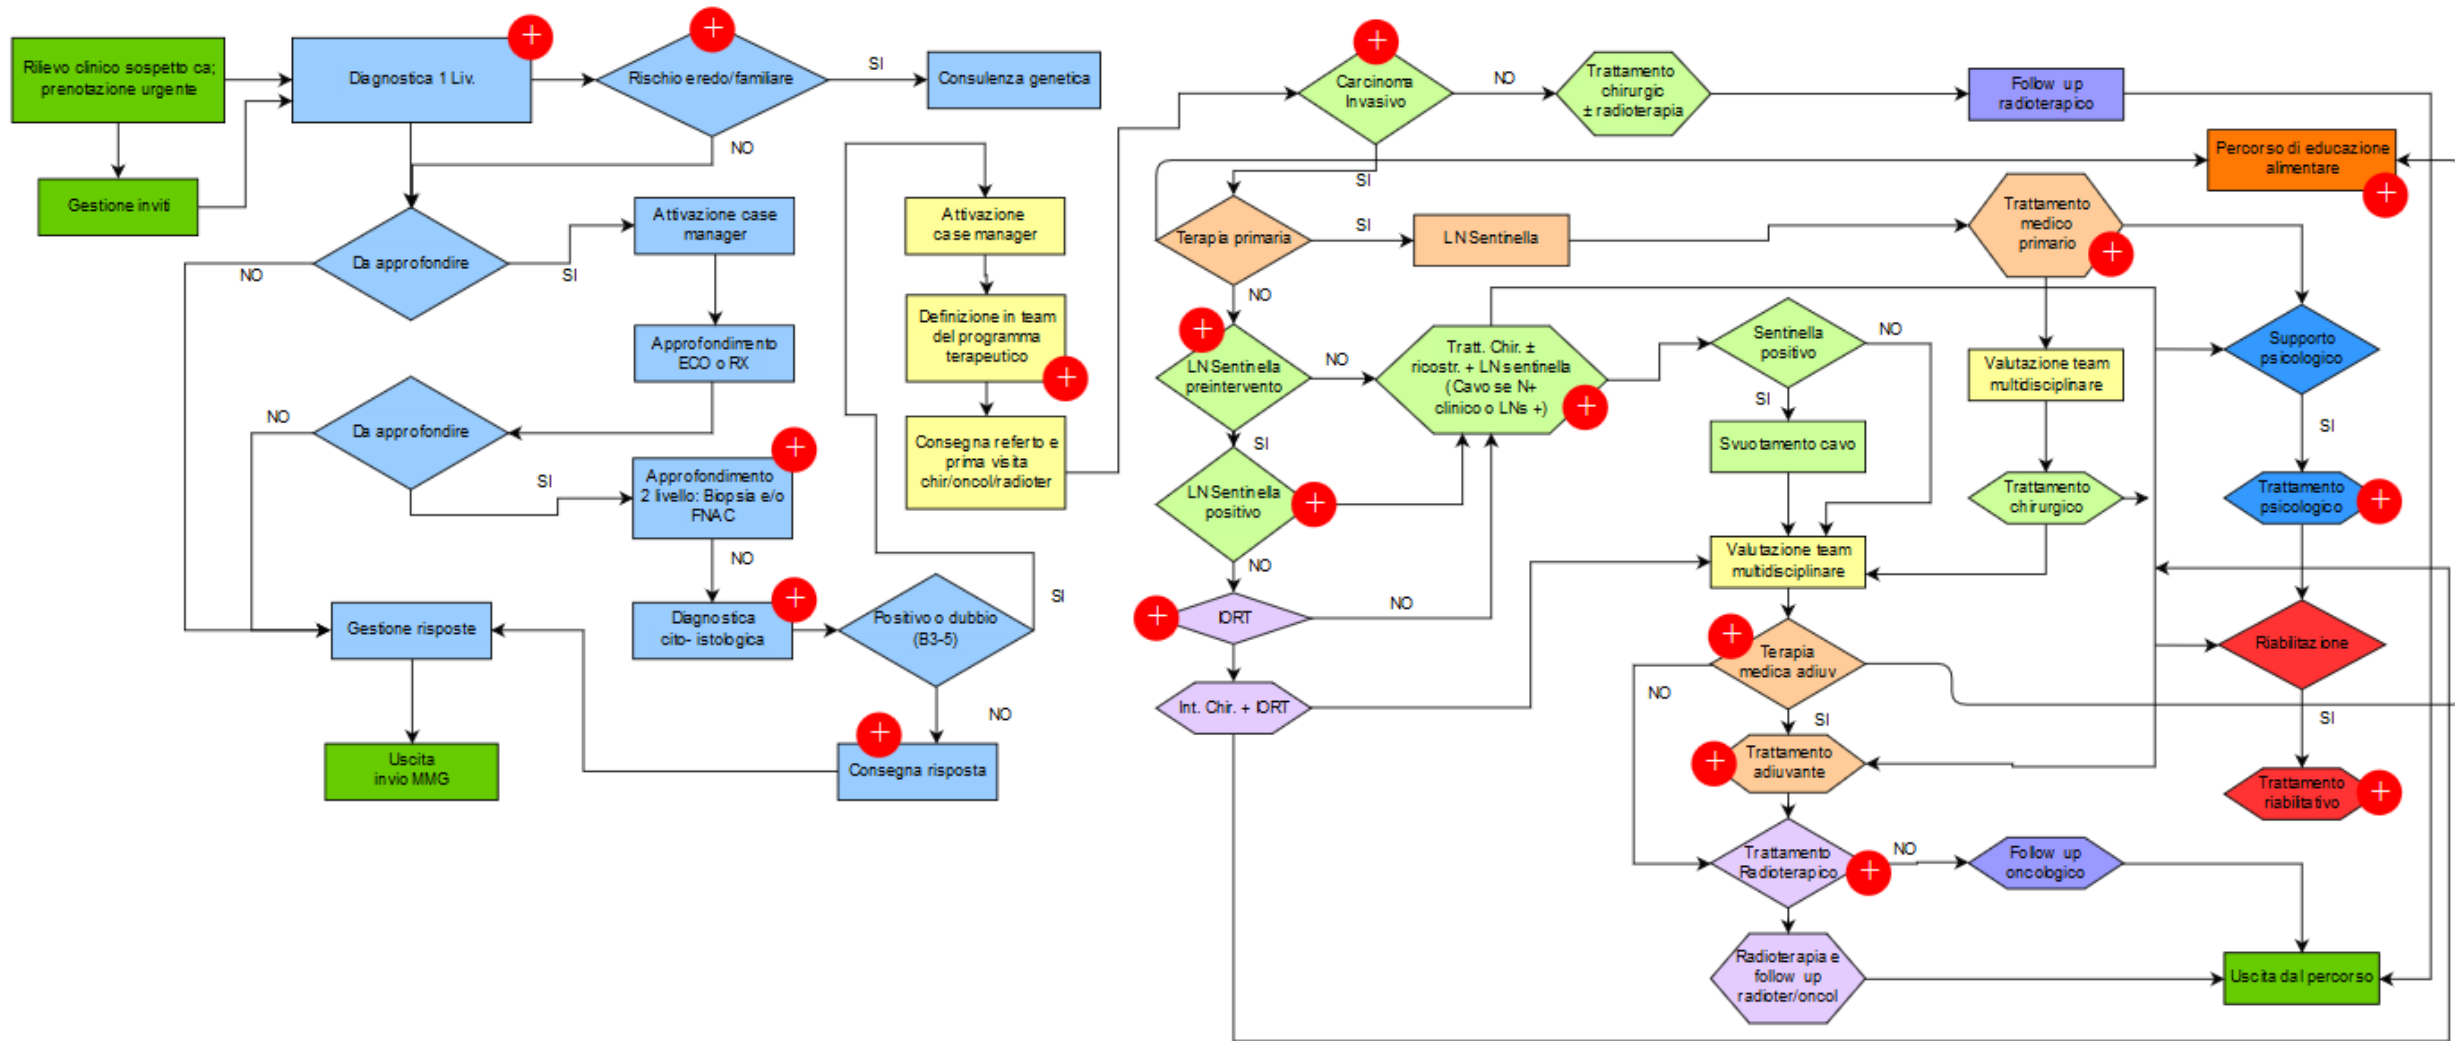 Rilievo clinico sospetto ca;
prenotazione urgente
Gestione inviti
Diagnostica 1 Liv.
Rischio eredo/familiare
SI
Consulenza genetica
NO
Da approfondire
NO
SI
Attivazione case
manager
Approfondimento
ECO o RX
Da approfondire
NO
SI
Approfondimento
2 livello: Biopsia e/o
FNAC
NO
Diagnostica
cito- istologica
Positivo o dubbio
(B3-5)
SI
NO
Consegna risposta
Gestione risposte
Uscita
invio MMG
Attivazione
case manager
Definizione in team
del programma
terapeutico
Consegna referto e
prima visita
chir/oncol/radioter
Carcinoma
Invasivo
NO
Trattamento
chirurgic
± radioterapia
Follow up
radioterapico
SI
Percorso di educazione
alimentare
Terapia primaria
SI
LN Sentinella
Trattamento
medico
primario
NO
LN Sentinella
preintervento
NO
Tratt. Chir. ±
ricostr. + LN sentinella
(Cavo se N+
clinico o LNs +)
Sentinella
positivo
NO
SI
Svuotamento cavo
Valutazione team
multidisciplinare
Supporto
psicologico
SI
Trattamento
chirurgico
Trattamento
psicologico
SI
LN Sentinella
positivo
NO
IORT
NO
Int. Chir. + IORT
Valutazione team
multidisciplinare
Terapia
medica adiuv
NO
SI
Trattamento
adiuvante
Riabilitazione
SI
Trattamento
riabilitativo
Trattamento
Radioterapico
NO
Follow up
oncologico
Radioterapia e
follow up
radioter/oncol
Uscita dal percorso